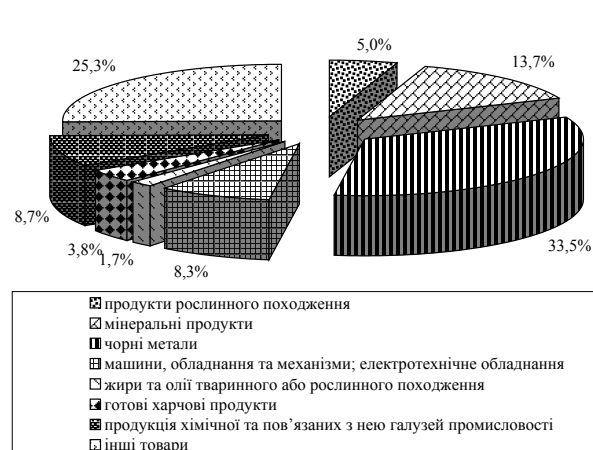 5,0%
25,3%
13,7%
8,7%
33,5%
3,8%
1,7%
8,3%
продукти рослинного походження
мінеральні продукти
чорні метали
машини, обладнання та механізми; електротехнічне обладнання
жири та олії тваринного або рослинного походження
готові харчові продукти
продукція хімічної та пов’язаних з нею галузей промисловості
інші товари